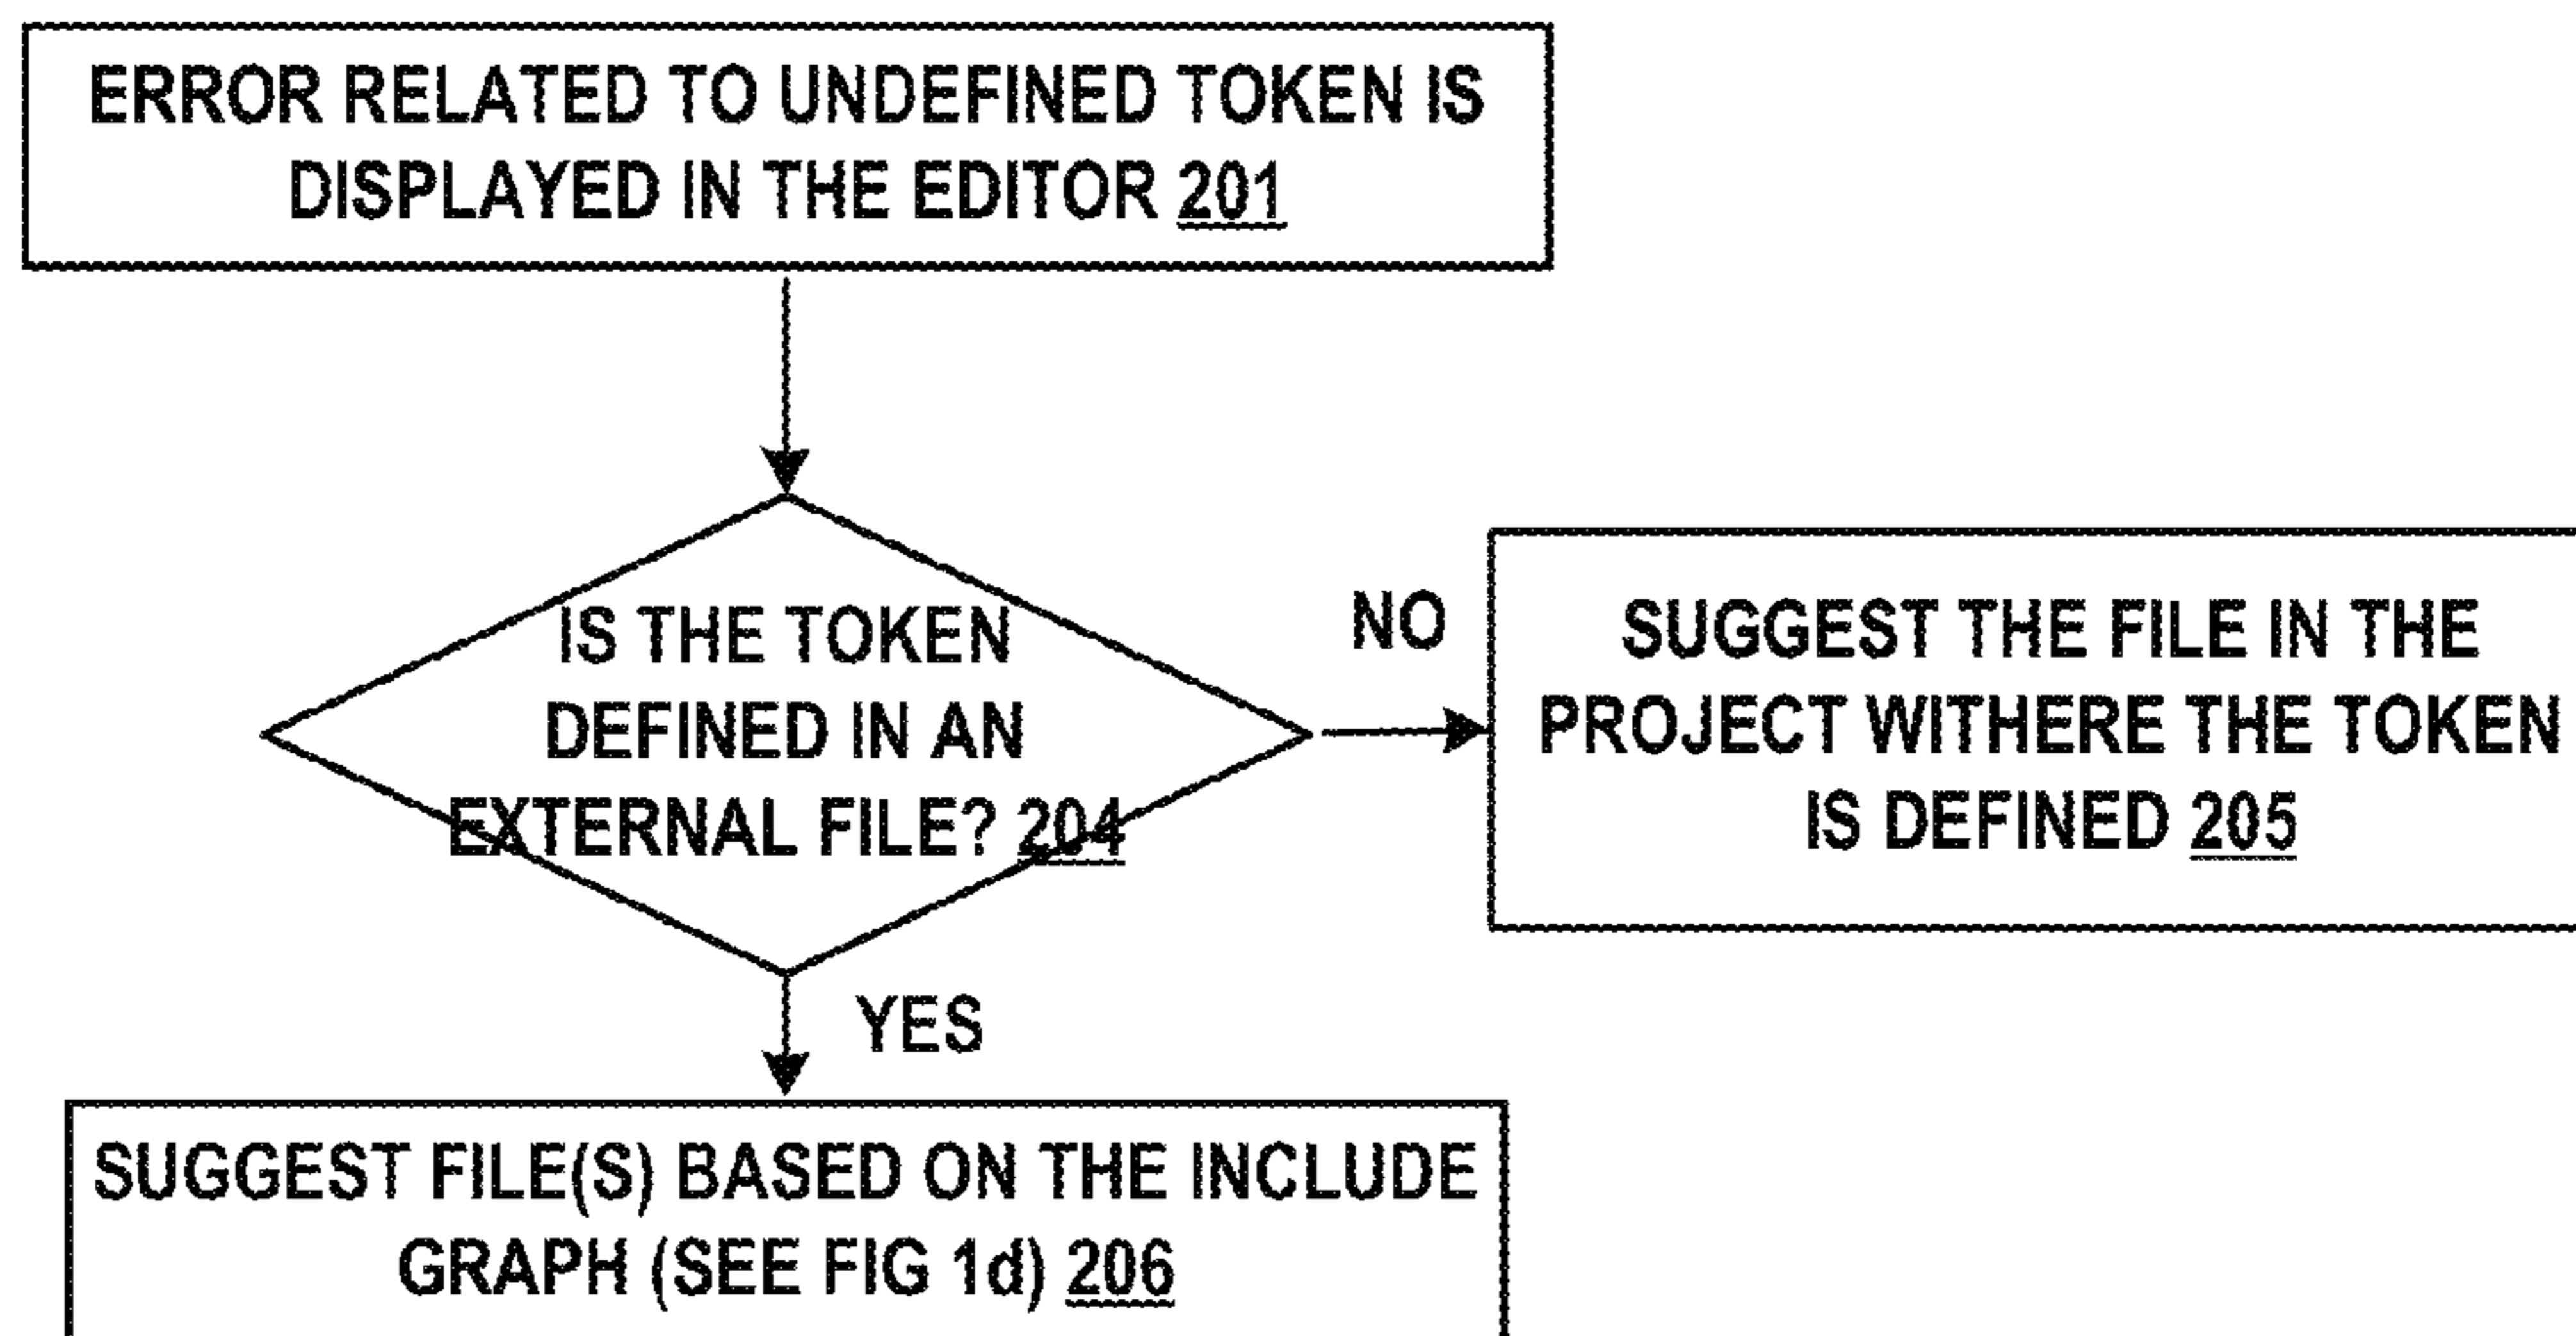 ERROR RELATED TO UNDEFINED TOKEN IS
DISPLAYED IN THE EDITOR 201
IS THE TOKEN
DEFINED IN AN
EXTERNAL FILE? 204
NO
SUGGEST THE FILE IN THE
PROJECT WITHERE THE TOKEN
IS DEFINED 205
YES
SUGGEST FILE(S) BASED ON THE INCLUDE
GRAPH (SEE FIG 1d) 206